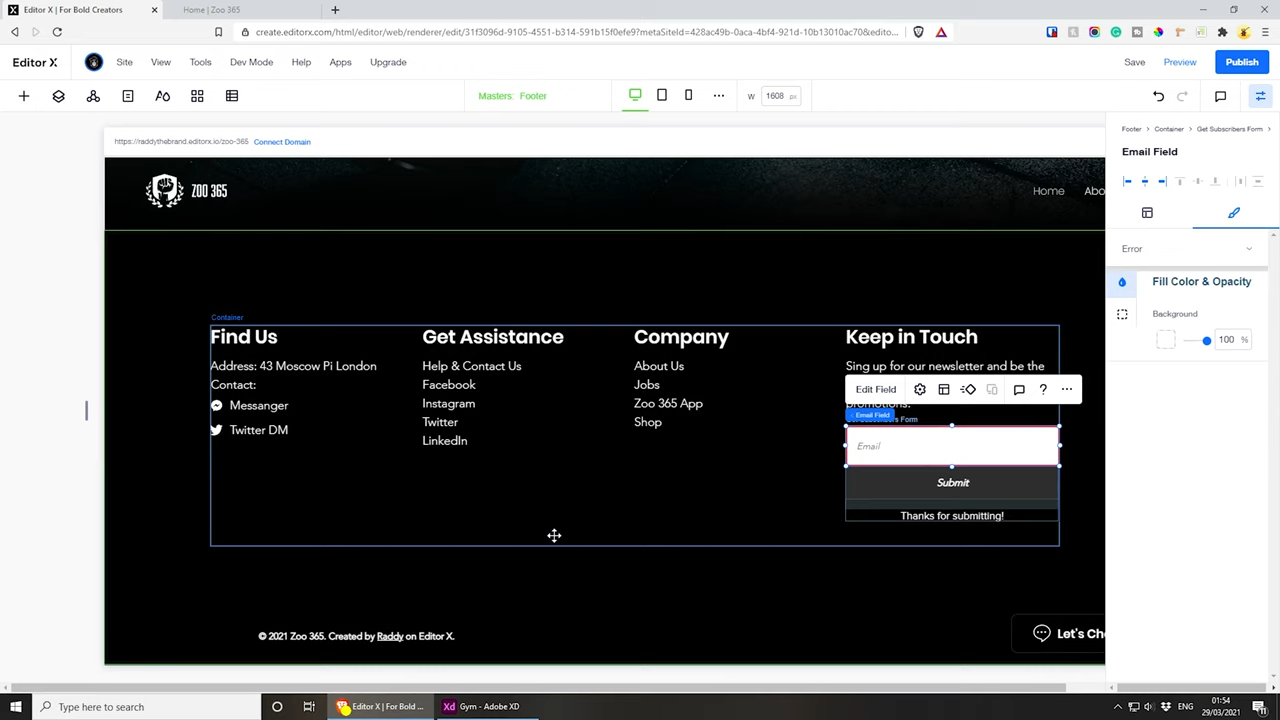 Editor X | For Bold Creators
Home | Zoo 365
create.editorx.com/html/editor/web/renderer/edit/31f3096d-9105-4551-b314-591b15f0efe9?metaSiteId=428ac49b-0aca-4bf4-921d-10b13010ac70&edito...
Editor X
Site
View
Tools
Dev Mode
Help
Apps
Upgrade
Save
Preview
Publish
Masters: Footer
W 1608 px
https://raddythebrand.editorx.io/zoo-365 Connect Domain
ZOO 365
Home
Abo
Footer > Container > Get Subscribers Form >
Email Field
Error
Fill Color & Opacity
Background
100 %
Container
Find Us
Address: 43 Moscow Pi London
Contact:
Messanger
Twitter DM
Get Assistance
Help & Contact Us
Facebook
Instagram
Twitter
LinkedIn
Company
About Us
Jobs
Zoo 365 App
Shop
Keep in Touch
Sing up for our newsletter and be the
Edit Field
promotions.
Email Field
Form
Email
Submit
Thanks for submitting!
© 2021 Zoo 365. Created by Raddy on Editor X.
Let's Ch
Type here to search
Editor X | For Bold ...
Gym - Adobe XD
ENG
01:54
29/03/2021